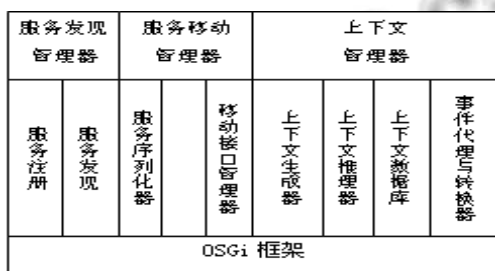 服务发现 服务移动 上下文
管理器 管理器 管理器
服务注册
服务发现
服务序列化器
移动接口管理器
上下文生成器
上下文推理器
上下文数据库
事件代理与转换器
OSGi 框架